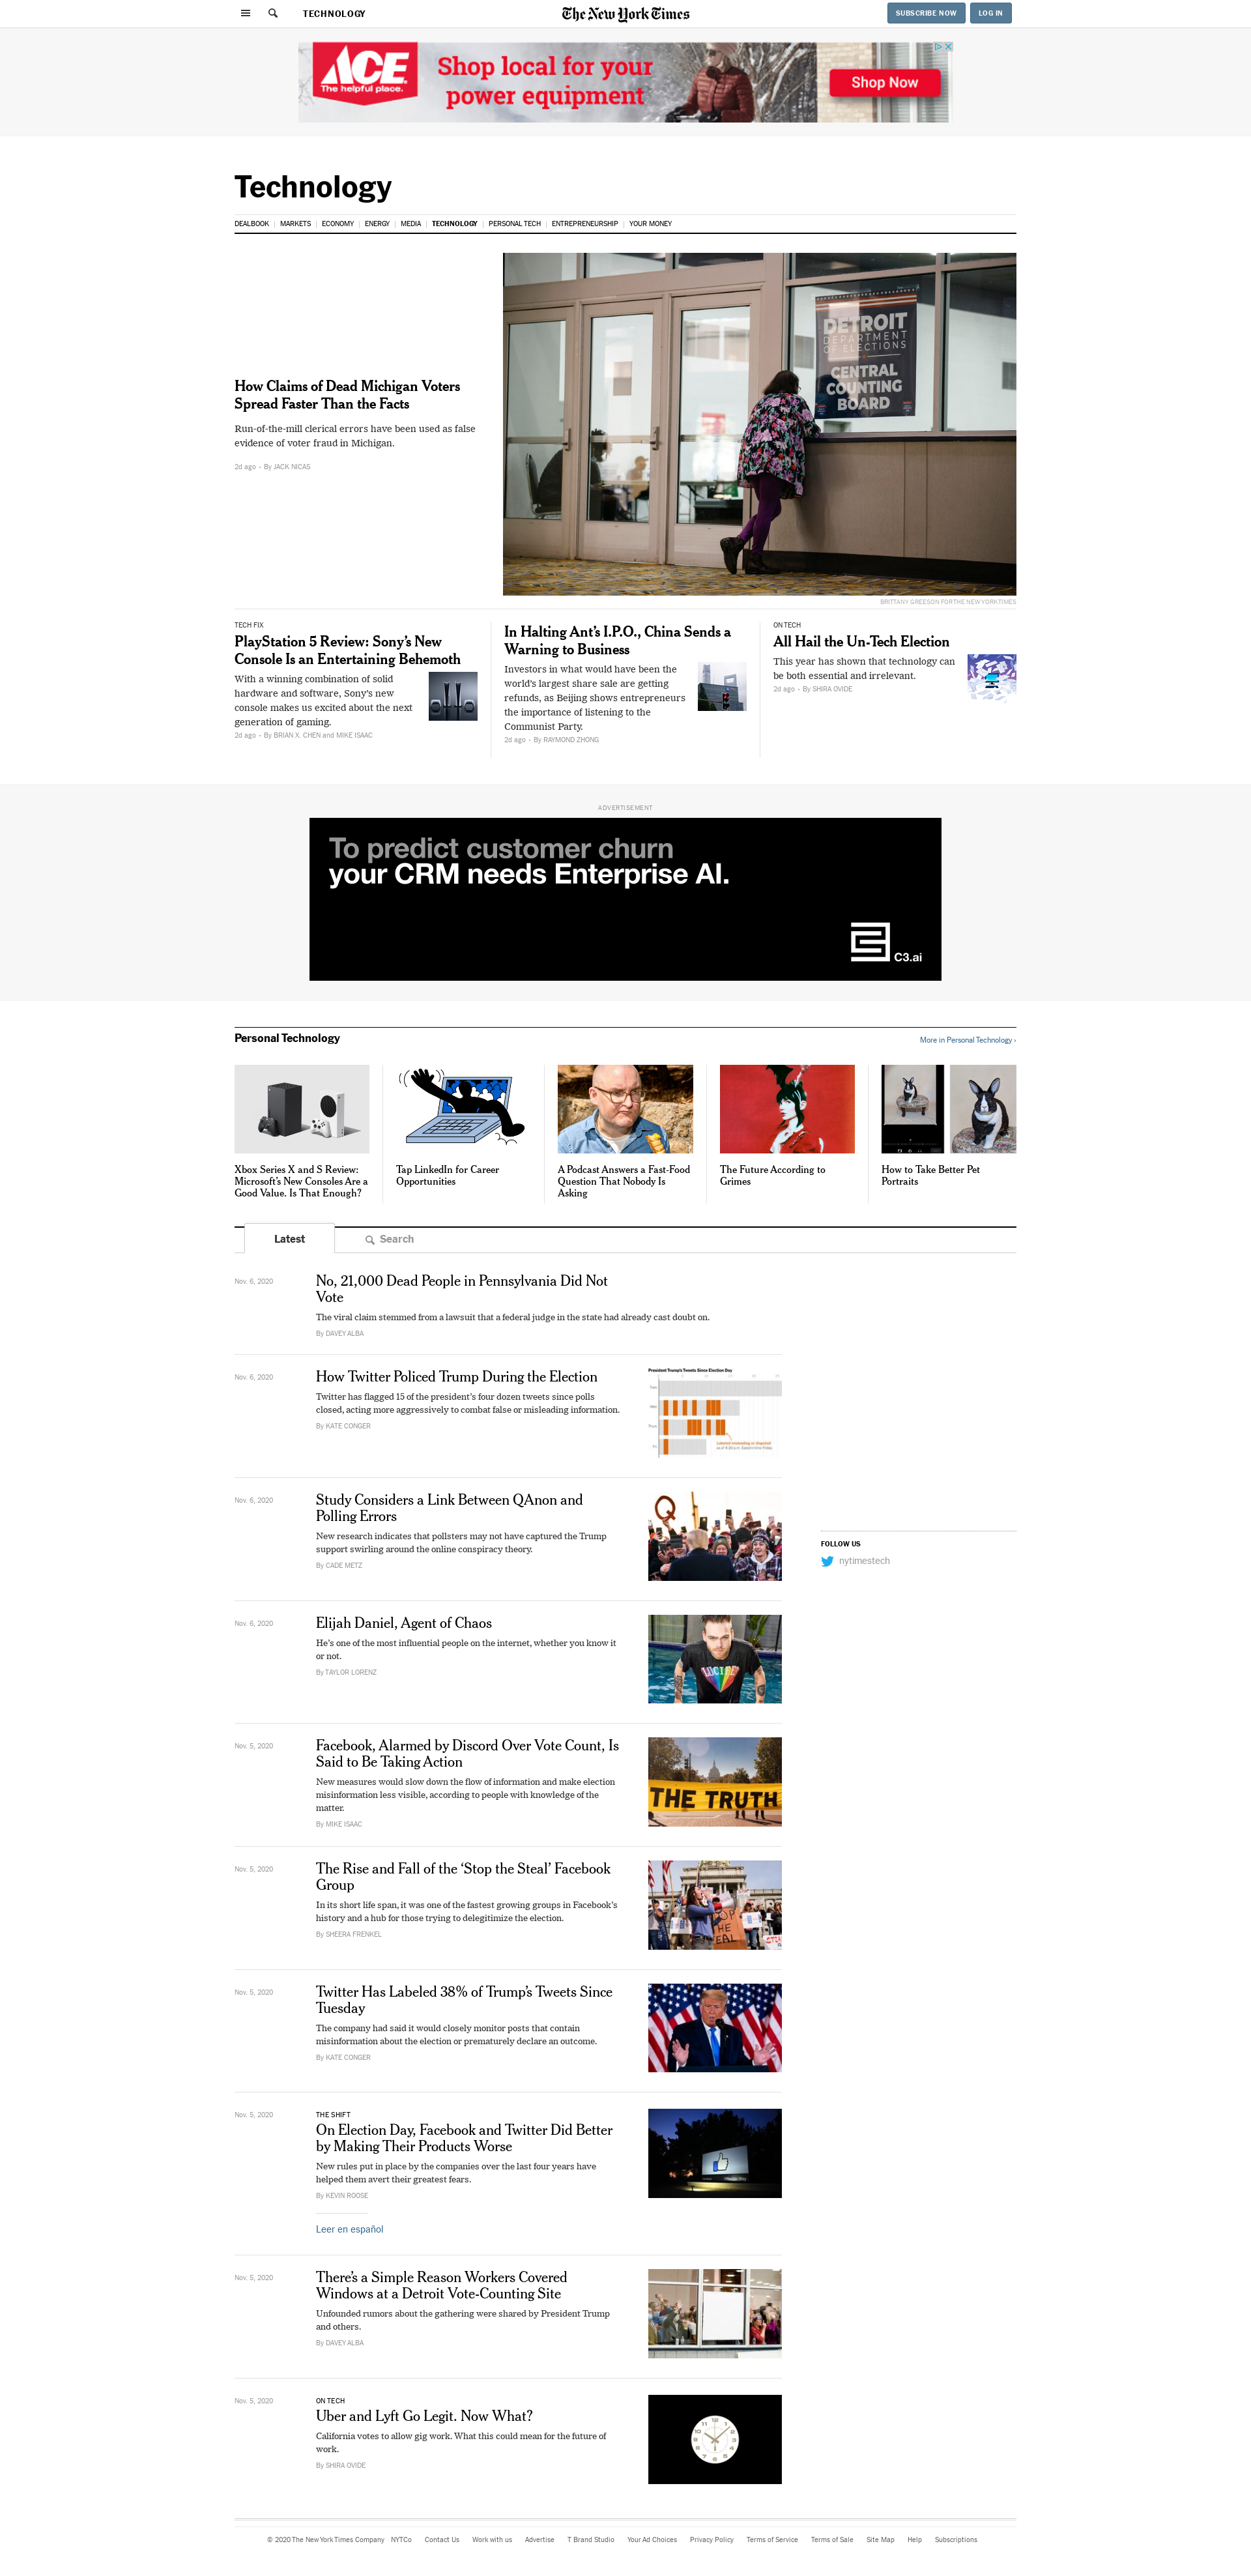 TECHNOLOGY
The New York Times
SUBSCRIBE NOW
LOG IN
ACE
The helpful place.
Shop local for your
power equipment
Shop Now
Technology
DEALBOOK
MARKETS
ECONOMY
ENERGY
MEDIA
TECHNOLOGY
PERSONAL TECH
ENTREPRENEURSHIP
YOUR MONEY
How Claims of Dead Michigan Voters
Spread Faster Than the Facts
Run-of-the-mill clerical errors have been used as false
evidence of voter fraud in Michigan.
2d ago - By JACK NICAS
DETROIT
DEPARTMENT
OF ELECTIONS
CENTRAL
COUNTING
BOARD
BRITTANY GREESON FOR THE NEW YORK TIMES
TECH FIX
PlayStation 5 Review: Sony’s New
Console Is an Entertaining Behemoth
With a winning combination of solid
hardware and software, Sony’s new
console makes us excited about the next
generation of gaming.
2d ago - By BRIAN X. CHEN and MIKE ISAAC
In Halting Ant’s I.P.O., China Sends a
Warning to Business
Investors in what would have been the
world’s largest share sale are getting
refunds, as Beijing shows entrepreneurs
the importance of listening to the
Communist Party.
2d ago - By RAYMOND ZHONG
ON TECH
All Hail the Un-Tech Election
This year has shown that technology can
be both essential and irrelevant.
2d ago - By SHIRA OVIDE
ADVERTISEMENT
To predict customer churn
your CRM needs Enterprise AI.
C3.ai
Personal Technology
More in Personal Technology ›
Xbox Series X and S Review:
Microsoft’s New Consoles Are a
Good Value. Is That Enough?
Tap LinkedIn for Career
Opportunities
A Podcast Answers a Fast-Food
Question That Nobody Is
Asking
The Future According to
Grimes
How to Take Better Pet
Portraits
Latest
Search
Nov. 6, 2020
No, 21,000 Dead People in Pennsylvania Did Not
Vote
The viral claim stemmed from a lawsuit that a federal judge in the state had already cast doubt on.
By DAVEY ALBA
Nov. 6, 2020
How Twitter Policed Trump During the Election
Twitter has flagged 15 of the president’s four dozen tweets since polls
closed, acting more aggressively to combat false or misleading information.
By KATE CONGER
President Trump's Tweets Since Election Day
Labeled misleading or disputed
Nov. 6, 2020
Study Considers a Link Between QAnon and
Polling Errors
New research indicates that pollsters may not have captured the Trump
support swirling around the online conspiracy theory.
By CADE METZ
Q
FOLLOW US
nytimestech
Nov. 6, 2020
Elijah Daniel, Agent of Chaos
He’s one of the most influential people on the internet, whether you know it
or not.
By TAYLOR LORENZ
Nov. 5, 2020
Facebook, Alarmed by Discord Over Vote Count, Is
Said to Be Taking Action
New measures would slow down the flow of information and make election
misinformation less visible, according to people with knowledge of the
matter.
By MIKE ISAAC
THE TRUTH
Nov. 5, 2020
The Rise and Fall of the ‘Stop the Steal’ Facebook
Group
In its short life span, it was one of the fastest growing groups in Facebook’s
history and a hub for those trying to delegitimize the election.
By SHEERA FRENKEL
Nov. 5, 2020
Twitter Has Labeled 38% of Trump’s Tweets Since
Tuesday
The company had said it would closely monitor posts that contain
misinformation about the election or prematurely declare an outcome.
By KATE CONGER
Nov. 5, 2020
THE SHIFT
On Election Day, Facebook and Twitter Did Better
by Making Their Products Worse
New rules put in place by the companies over the last four years have
helped them avert their greatest fears.
By KEVIN ROOSE
Leer en español
Nov. 5, 2020
There’s a Simple Reason Workers Covered
Windows at a Detroit Vote-Counting Site
Unfounded rumors about the gathering were shared by President Trump
and others.
By DAVEY ALBA
Nov. 5, 2020
ON TECH
Uber and Lyft Go Legit. Now What?
California votes to allow gig work. What this could mean for the future of
work.
By SHIRA OVIDE
© 2020 The New York Times Company
NYTCo
Contact Us
Work with us
Advertise
T Brand Studio
Your Ad Choices
Privacy Policy
Terms of Service
Terms of Sale
Site Map
Help
Subscriptions